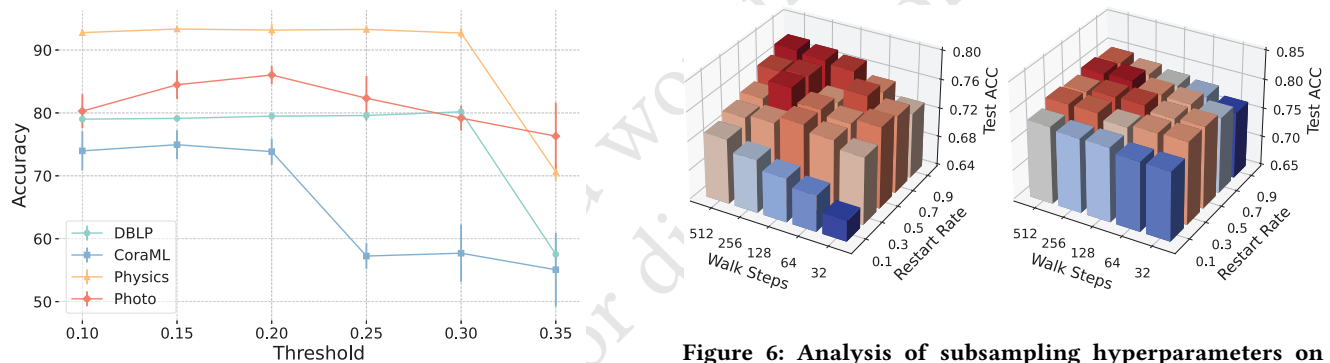 90
80
70
60
50
Accuracy
DBLP
CoraML
Physics
Photo
0.10 0.15 0.20 0.25 0.30 0.35
Threshold
0.80
0.76
0.72
0.68
0.64
Test ACC
512
256
128
64
32
Walk Steps
0.1
0.3
0.5
0.7
0.9
Restart Rate
0.85
0.80
0.75
0.70
0.65
Test ACC
512
256
128
64
32
Walk Steps
0.1
0.3
0.5
0.7
0.9
Restart Rate
Figure 6: Analysis of subsampling hyperparameters on